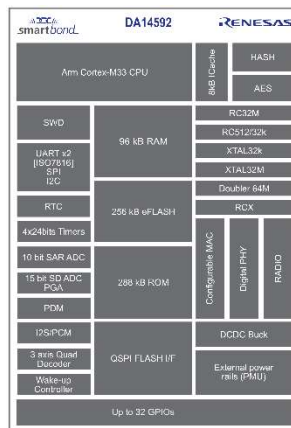 smartbond
DA14592
RENESAS
Arm Cortex-M33 CPU
8kB ICache
HASH
AES
SWD
UART x2
[ISO7816]
SPI
I2C
RTC
4x24bits Timers
10 bit SAR ADC
15 bit SD ADC
PGA
PDM
I2S/PCM
3 axis Quad
Decoder
Wake-up
Controller
96 kB RAM
256 kB eFLASH
288 kB ROM
QSPI FLASH I/F
RC32M
RC512/32k
XTAL32k
XTAL32M
Doubler 64M
RCX
Configurable MAC
Digital PHY
RADIO
DCDC Buck
External power
rails (PMU)
Up to 32 GPIOs